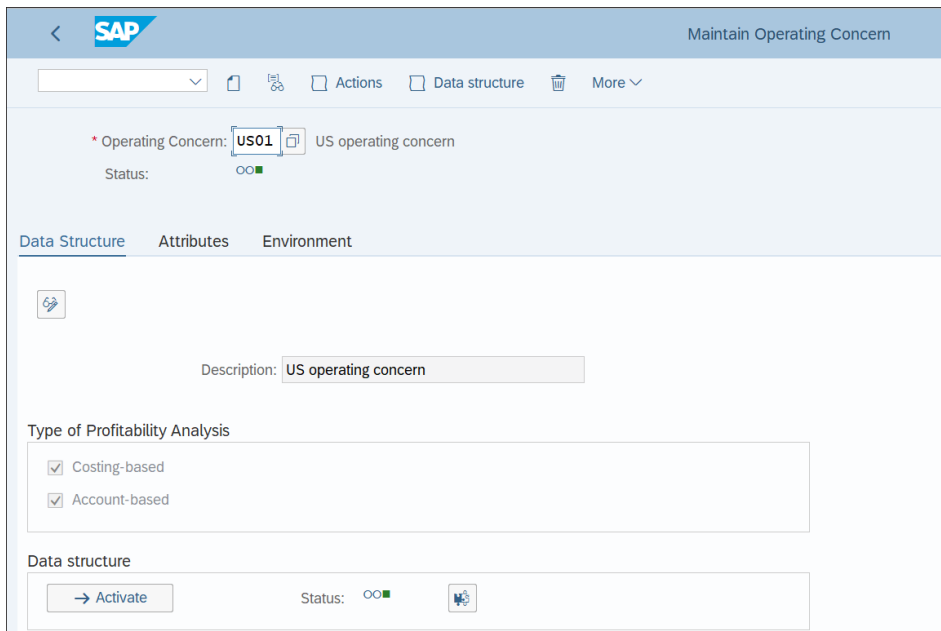 SAP
Maintain Operating Concern
Actions
Data structure
More
* Operating Concern: US01 US operating concern
Status:
Data Structure Attributes Environment
Description: US operating concern
Type of Profitability Analysis
Costing-based
Account-based
Data structure
→ Activate Status: